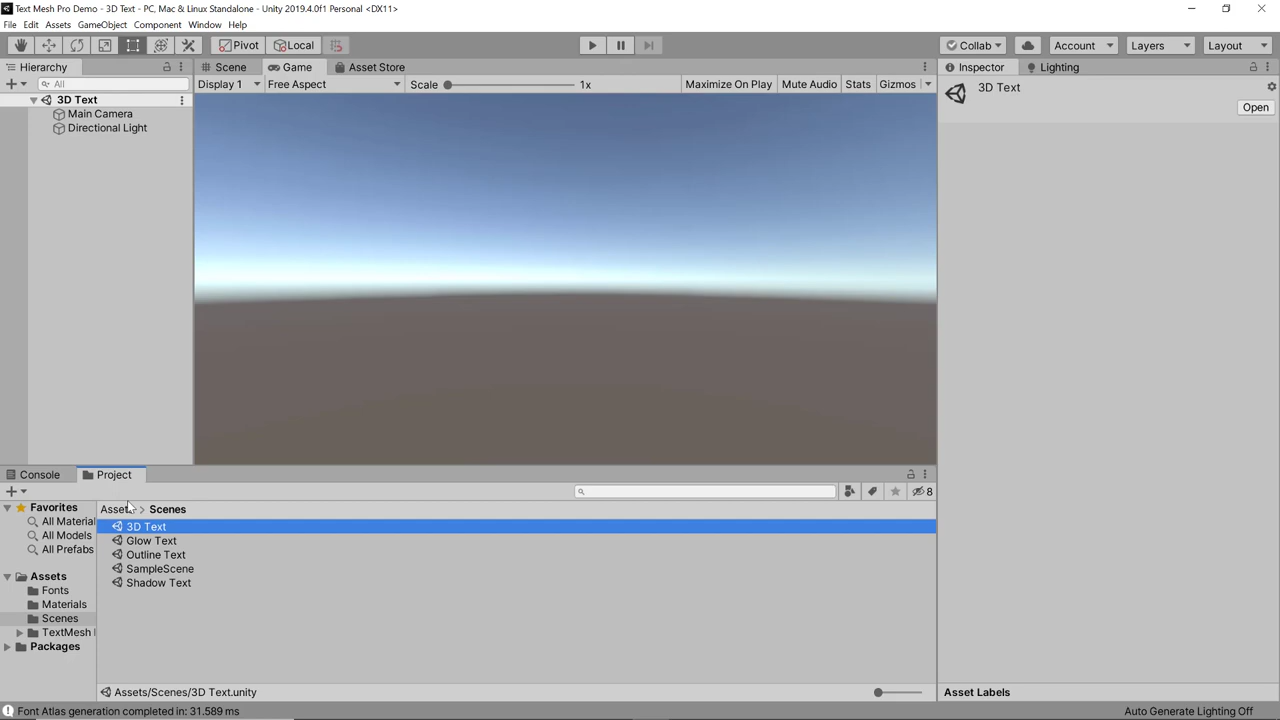 Text Mesh Pro Demo - 3D Text - PC, Mac & Linux Standalone - Unity 2019.4.0f1 Personal <DX11>
File Edit Assets GameObject Component Window Help
Pivot Local Collab Account Layers Layout
Hierarchy Scene Game Asset Store Inspector Lighting
All Display 1 Free Aspect Scale 1x Maximize On Play Mute Audio Stats Gizmos
3D Text
Open
3D Text
Main Camera
Directional Light
Console Project
8
Favorites
All Material
All Models
All Prefabs
Assets
Fonts
Materials
Scenes
TextMesh
Packages
Assets > Scenes
3D Text
Glow Text
Outline Text
SampleScene
Shadow Text
Assets/Scenes/3D Text.unity
Asset Labels
Font Atlas generation completed in: 31.589 ms
Auto Generate Lighting Off